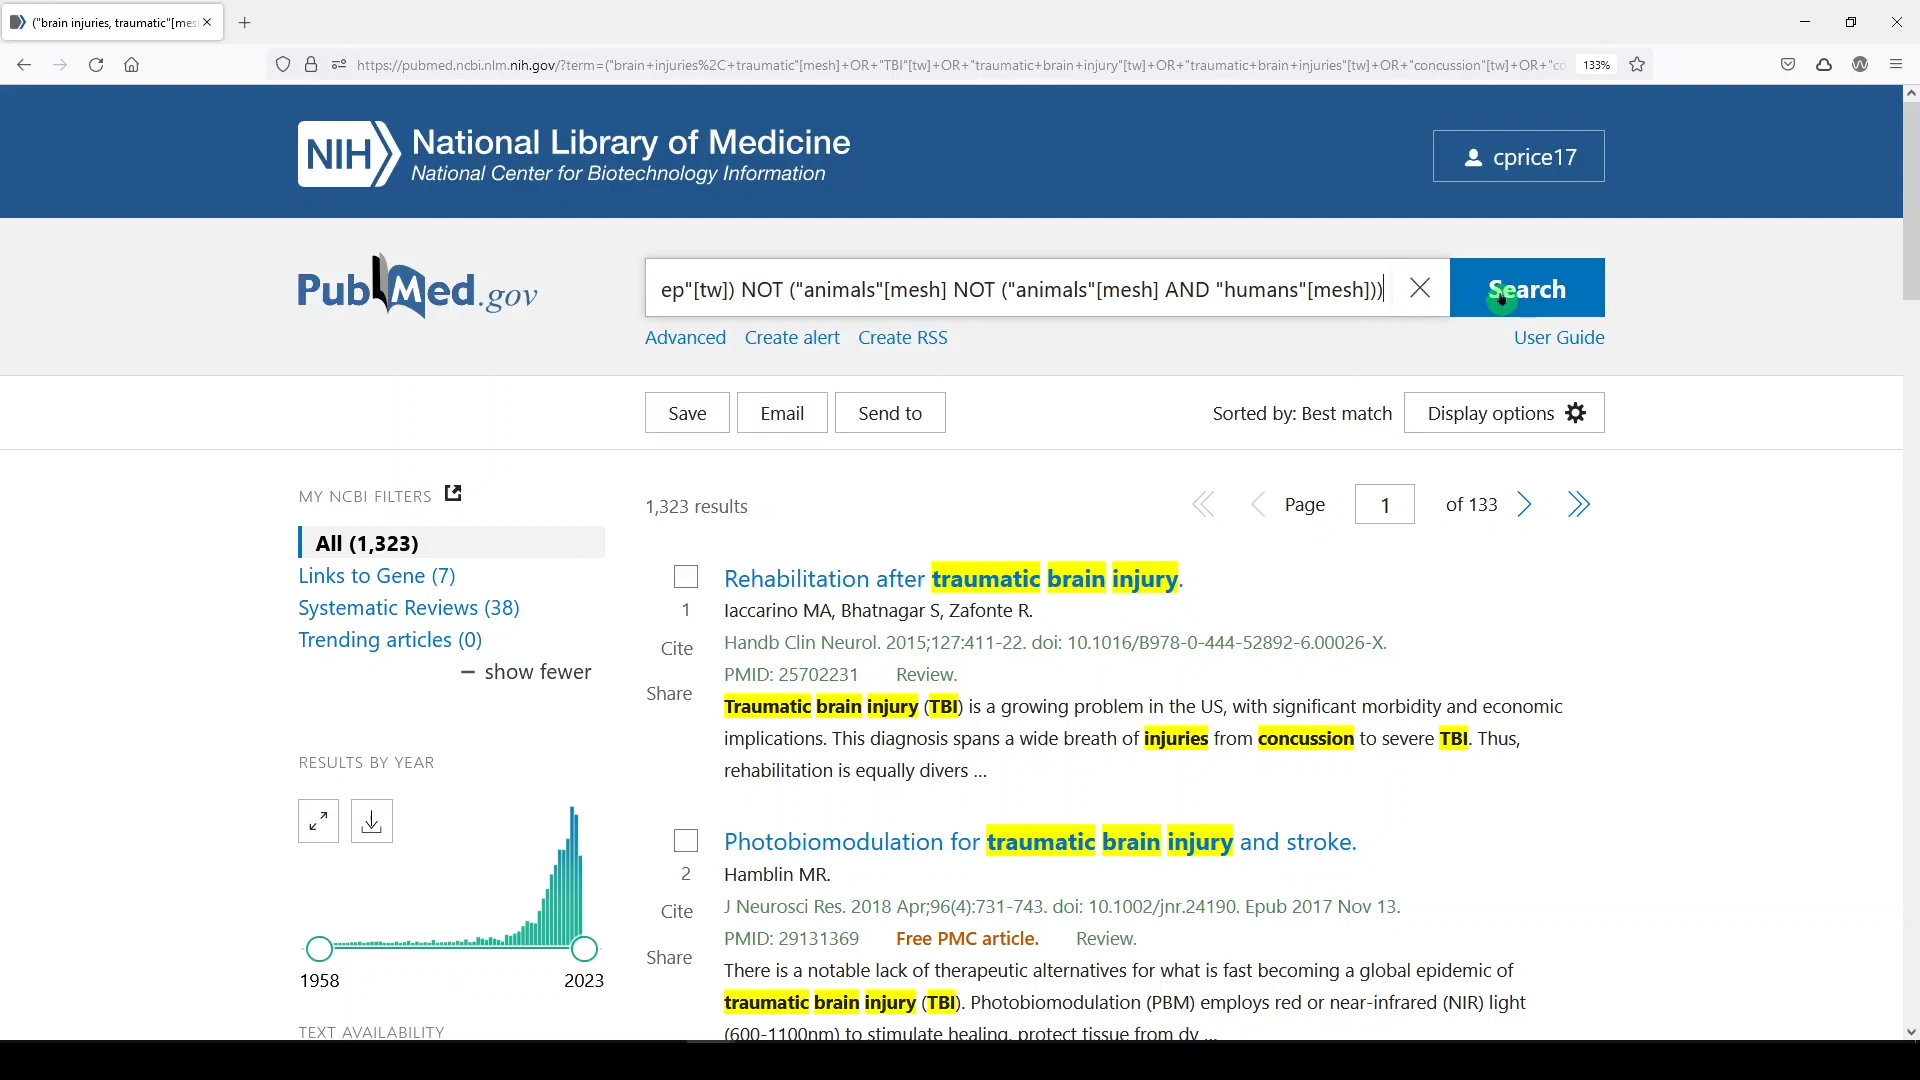 ("brain injuries, traumatic"[mes
https://pubmed.ncbi.nlm.nih.gov/?term=("brain+injuries%2C+traumatic"[mesh]+OR+"TBI"[tw]+OR+"traumatic+brain+injury"[tw]+OR+"traumatic+brain+injuries"[tw]+OR+"concussion"[tw]+OR+"co
133%
NIH National Library of Medicine
National Center for Biotechnology Information
cprice17
PubMed.gov
ep"[tw]) NOT ("animals"[mesh] NOT ("animals"[mesh] AND "humans"[mesh]))
Search
Advanced Create alert Create RSS
User Guide
Save Email Send to
Sorted by: Best match Display options
MY NCBI FILTERS
All (1,323)
Links to Gene (7)
Systematic Reviews (38)
Trending articles (0)
— show fewer
RESULTS BY YEAR
1958 2023
TEXT AVAILABILITY
1,323 results
Page 1 of 133
Rehabilitation after traumatic brain injury.
1
Iaccarino MA, Bhatnagar S, Zafonte R.
Cite
Handb Clin Neurol. 2015;127:411-22. doi: 10.1016/B978-0-444-52892-6.00026-X.
PMID: 25702231 Review.
Share
Traumatic brain injury (TBI) is a growing problem in the US, with significant morbidity and economic
implications. This diagnosis spans a wide breath of injuries from concussion to severe TBI. Thus,
rehabilitation is equally divers ...
Photobiomodulation for traumatic brain injury and stroke.
2
Hamblin MR.
Cite
J Neurosci Res. 2018 Apr;96(4):731-743. doi: 10.1002/jnr.24190. Epub 2017 Nov 13.
PMID: 29131369 Free PMC article. Review.
Share
There is a notable lack of therapeutic alternatives for what is fast becoming a global epidemic of
traumatic brain injury (TBI). Photobiomodulation (PBM) employs red or near-infrared (NIR) light
(600-1100nm) to stimulate healing, protect tissue from dy ...